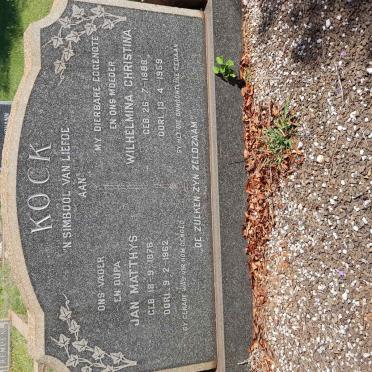 KOCK
'N SIMBOOL VAN LIEFDE
AAN
ONS VADER
EN OUPA
JAN MATTHYS
GEB. 18-9-1876
OORL. 9-2-1962
MY DIERBARE EGGENOTE
EN ONS MOEDER
WILHELMINA CHRISTINA
GEB. 26-7-1888
OORL. 13-4-1959
DE ZULKEN ZYN ZELDZAAM